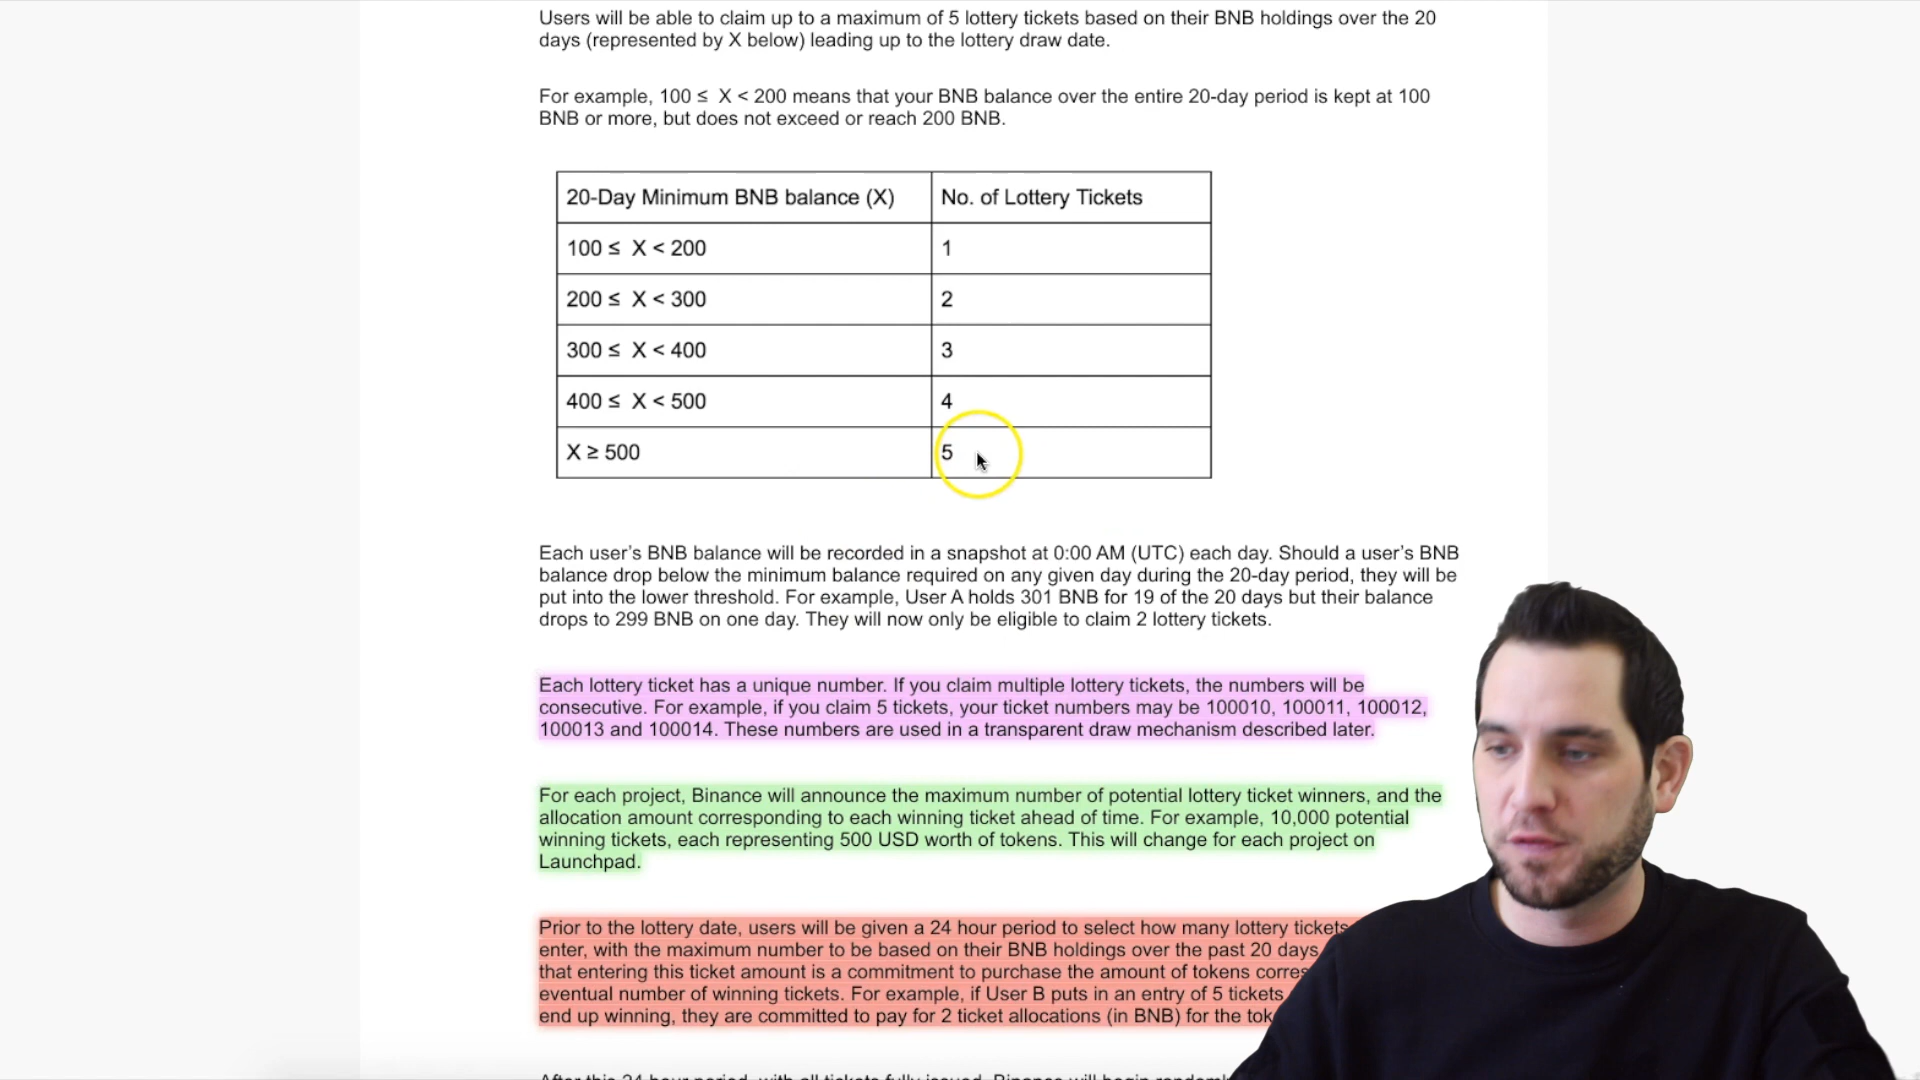 Users will be able to claim up to a maximum of 5 lottery tickets based on their BNB holdings over the 20
days (represented by X below) leading up to the lottery draw date.
For example, 100 ≤ X < 200 means that your BNB balance over the entire 20-day period is kept at 100
BNB or more, but does not exceed or reach 200 BNB.
20-Day Minimum BNB balance (X) No. of Lottery Tickets
100 ≤ X < 200 1
200 ≤ X < 300 2
300 ≤ X < 400 3
400 ≤ X < 500 4
X ≥ 500 5
Each user's BNB balance will be recorded in a snapshot at 0:00 AM (UTC) each day. Should a user's BNB
balance drop below the minimum balance required on any given day during the 20-day period, they will be
put into the lower threshold. For example, User A holds 301 BNB for 19 of the 20 days but their balance
drops to 299 BNB on one day. They will now only be eligible to claim 2 lottery tickets.
Each lottery ticket has a unique number. If you claim multiple lottery tickets, the numbers will be
consecutive. For example, if you claim 5 tickets, your ticket numbers may be 100010, 100011, 100012,
100013 and 100014. These numbers are used in a transparent draw mechanism described later.
For each project, Binance will announce the maximum number of potential lottery ticket winners, and the
allocation amount corresponding to each winning ticket ahead of time. For example, 10,000 potential
winning tickets, each representing 500 USD worth of tokens. This will change for each project on
Launchpad.
Prior to the lottery date, users will be given a 24 hour period to select how many lottery tickets
enter, with the maximum number to be based on their BNB holdings over the past 20 days
that entering this ticket amount is a commitment to purchase the amount of tokens
eventual number of winning tickets. For example, if User B puts in an entry of 5 tickets
end up winning, they are committed to pay for 2 ticket allocations (in BNB) for the